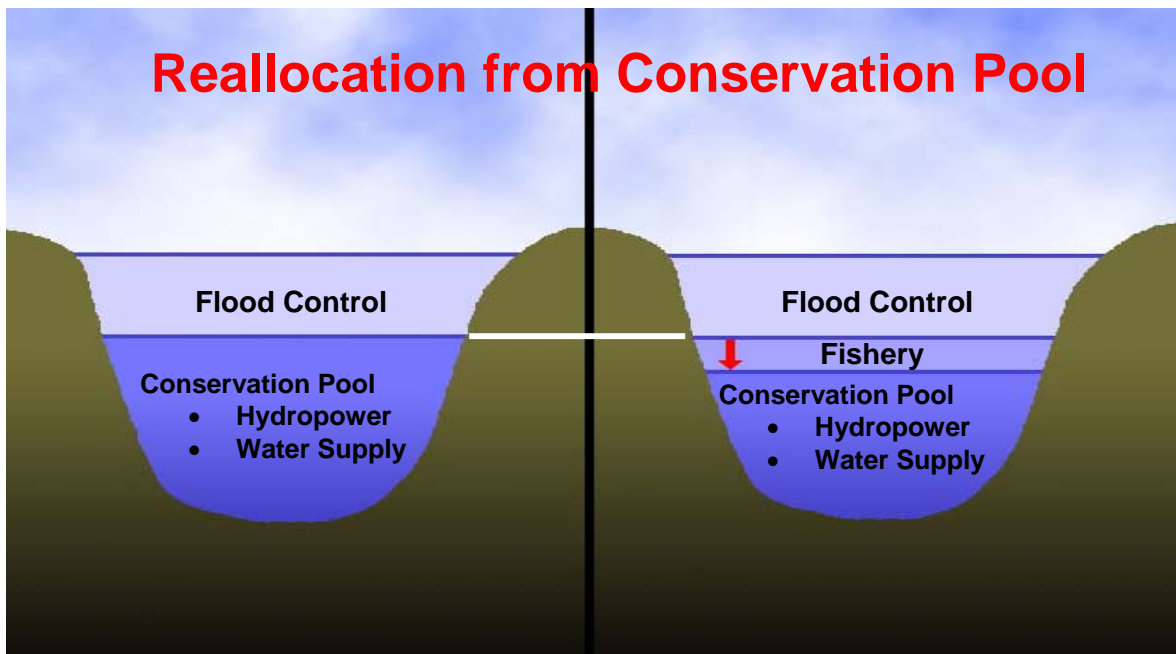 Reallocation from Conservation Pool
Flood Control
Conservation Pool
• Hydropower
• Water Supply
Flood Control
Fishery
Conservation Pool
• Hydropower
• Water Supply